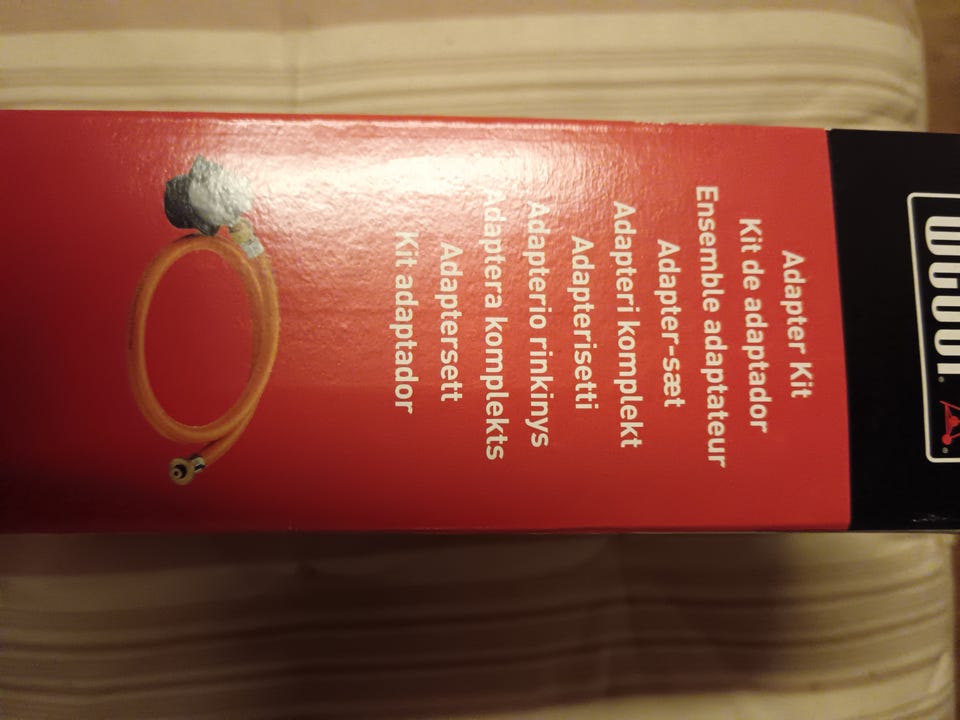 weber
Adapter Kit
Kit de adaptador
Ensemble adaptateur
Adapter-sæt
Adapteri komplekt
Adapterisetti
Adapterio rinkinys
Adaptera komplekts
Adaptersett
Kit adaptador